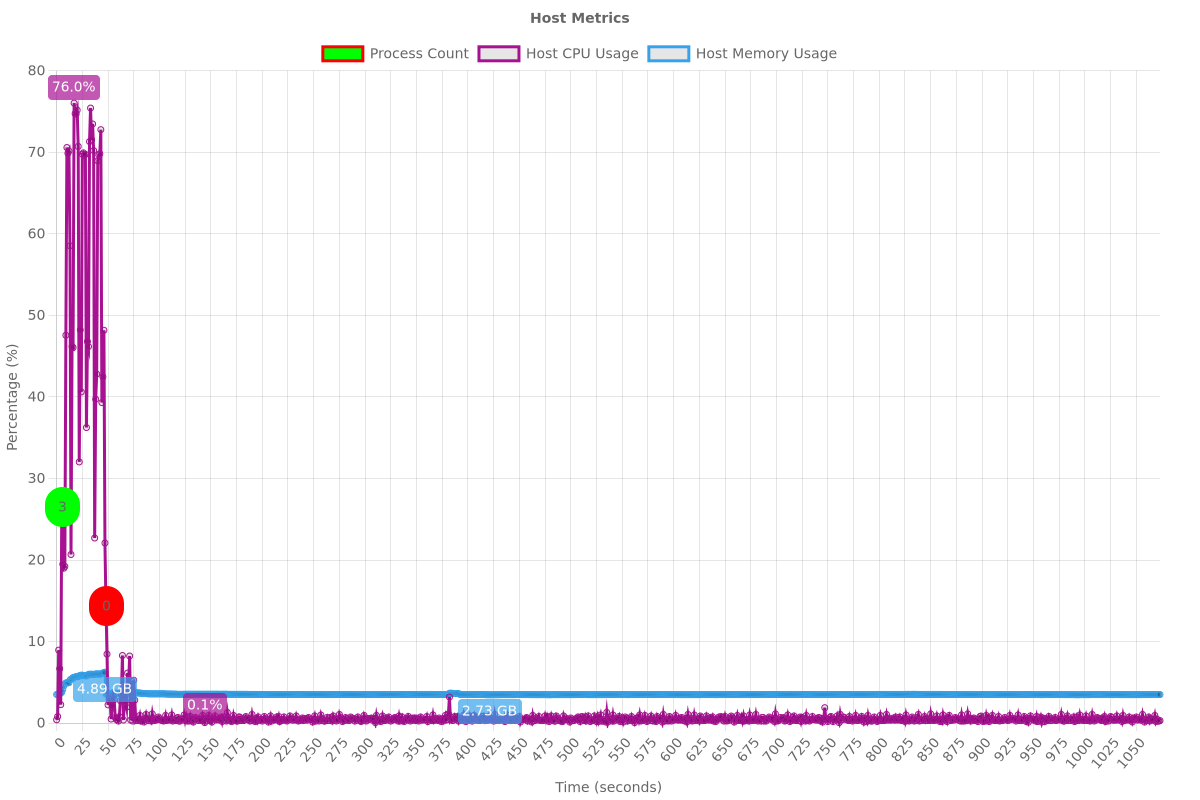 Host Metrics
Process Count Host CPU Usage Host Memory Usage
80
76.0%
70
60
50
40
Percentage (%)
30
3
20
0
10
4.89 GB
0.1%
2.73 GB
0
0 25 50 75 100 125 150 175 200 225 250 275 300 325 350 375 400 425 450 475 500 525 550 575 600 625 650 675 700 725 750 775 800 825 850 875 900 925 950 975 1000 1025 1050
Time (seconds)